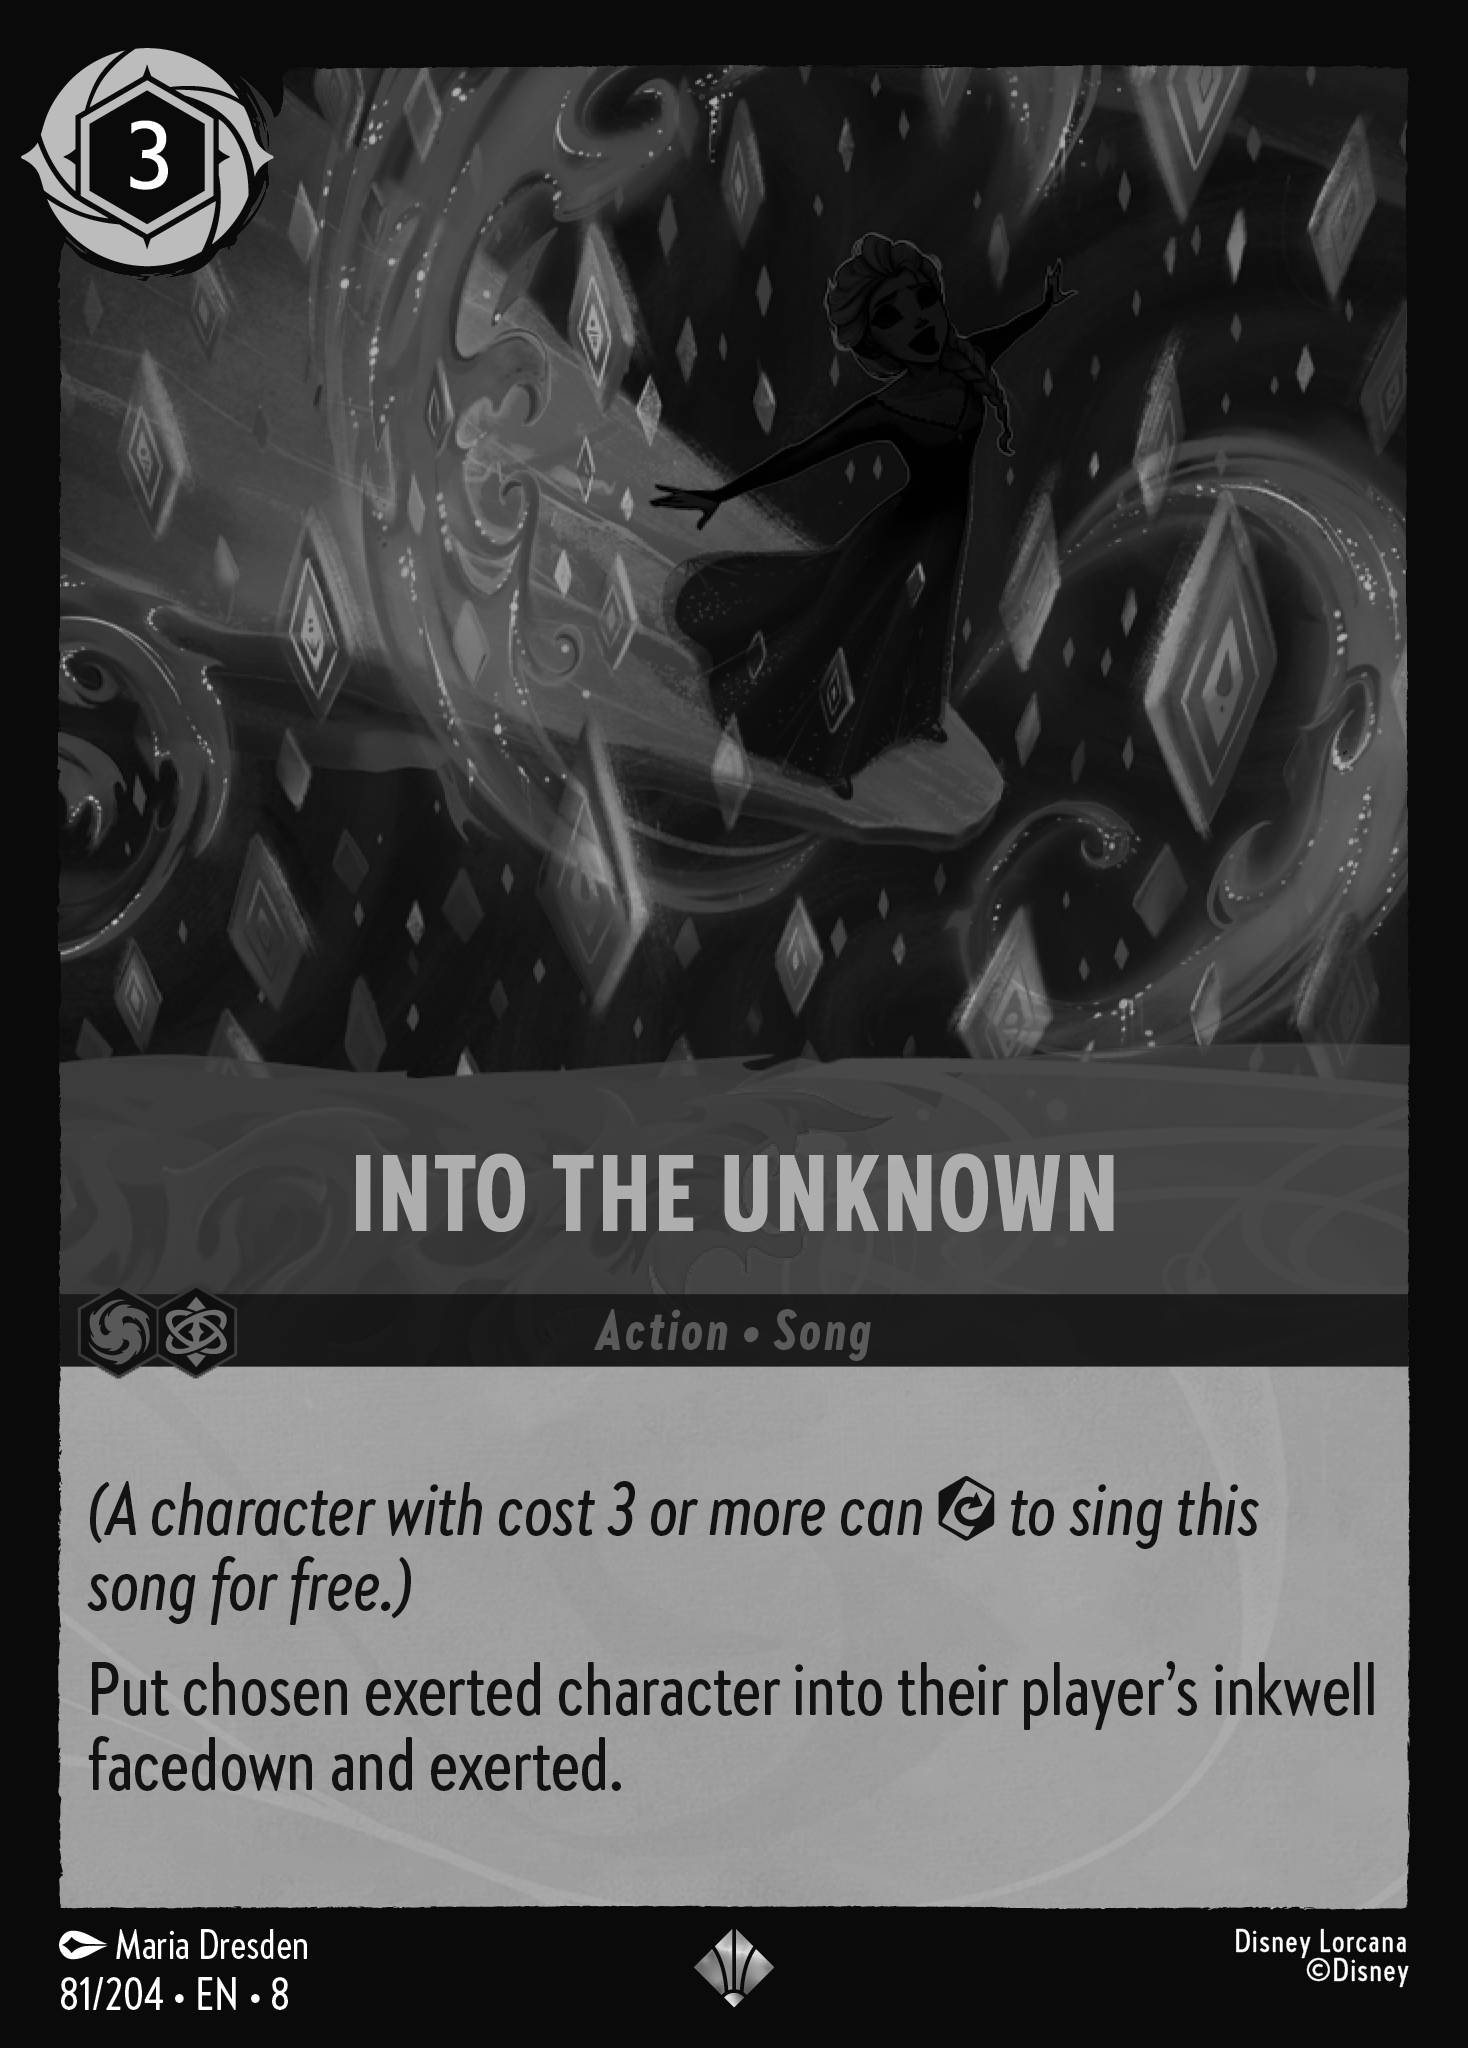 3
INTO THE UNKNOWN
Action • Song
(A character with cost 3 or more can to sing this
song for free.)
Put chosen exerted character into their player’s inkwell
facedown and exerted.
Maria Dresden
81/204 • EN • 8
Disney Lorcana
©Disney